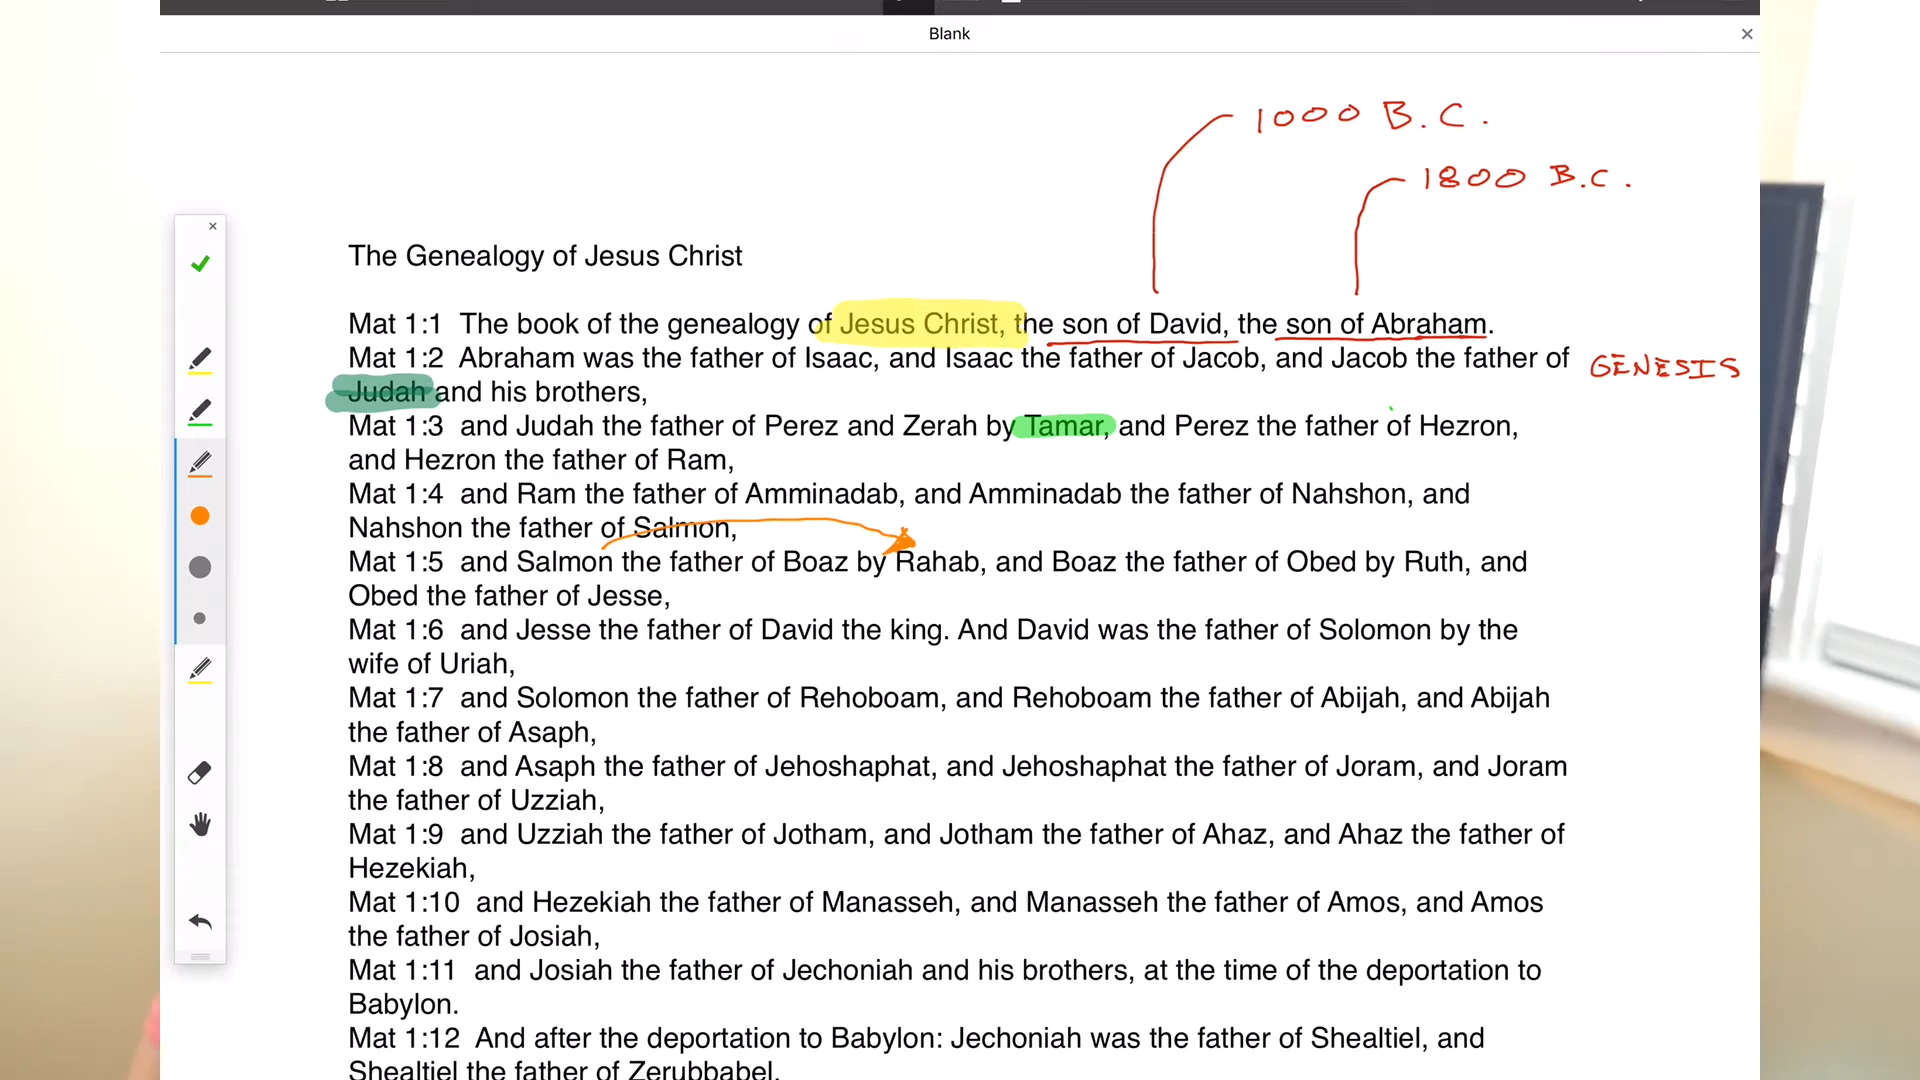 Blank
1000 B.C.
1800 B.C.
The Genealogy of Jesus Christ
Mat 1:1 The book of the genealogy of Jesus Christ, the son of David, the son of Abraham.
Mat 1:2 Abraham was the father of Isaac, and Isaac the father of Jacob, and Jacob the father of
GENESIS
Judah and his brothers,
Mat 1:3 and Judah the father of Perez and Zerah by Tamar, and Perez the father of Hezron,
and Hezron the father of Ram,
Mat 1:4 and Ram the father of Amminadab, and Amminadab the father of Nahshon, and
Nahshon the father of Salmon,
Mat 1:5 and Salmon the father of Boaz by Rahab, and Boaz the father of Obed by Ruth, and
Obed the father of Jesse,
Mat 1:6 and Jesse the father of David the king. And David was the father of Solomon by the
wife of Uriah,
Mat 1:7 and Solomon the father of Rehoboam, and Rehoboam the father of Abijah, and Abijah
the father of Asaph,
Mat 1:8 and Asaph the father of Jehoshaphat, and Jehoshaphat the father of Joram, and Joram
the father of Uzziah,
Mat 1:9 and Uzziah the father of Jotham, and Jotham the father of Ahaz, and Ahaz the father of
Hezekiah,
Mat 1:10 and Hezekiah the father of Manasseh, and Manasseh the father of Amos, and Amos
the father of Josiah,
Mat 1:11 and Josiah the father of Jechoniah and his brothers, at the time of the deportation to
Babylon.
Mat 1:12 And after the deportation to Babylon: Jechoniah was the father of Shealtiel, and
Shealtiel the father of Zerubbabel,